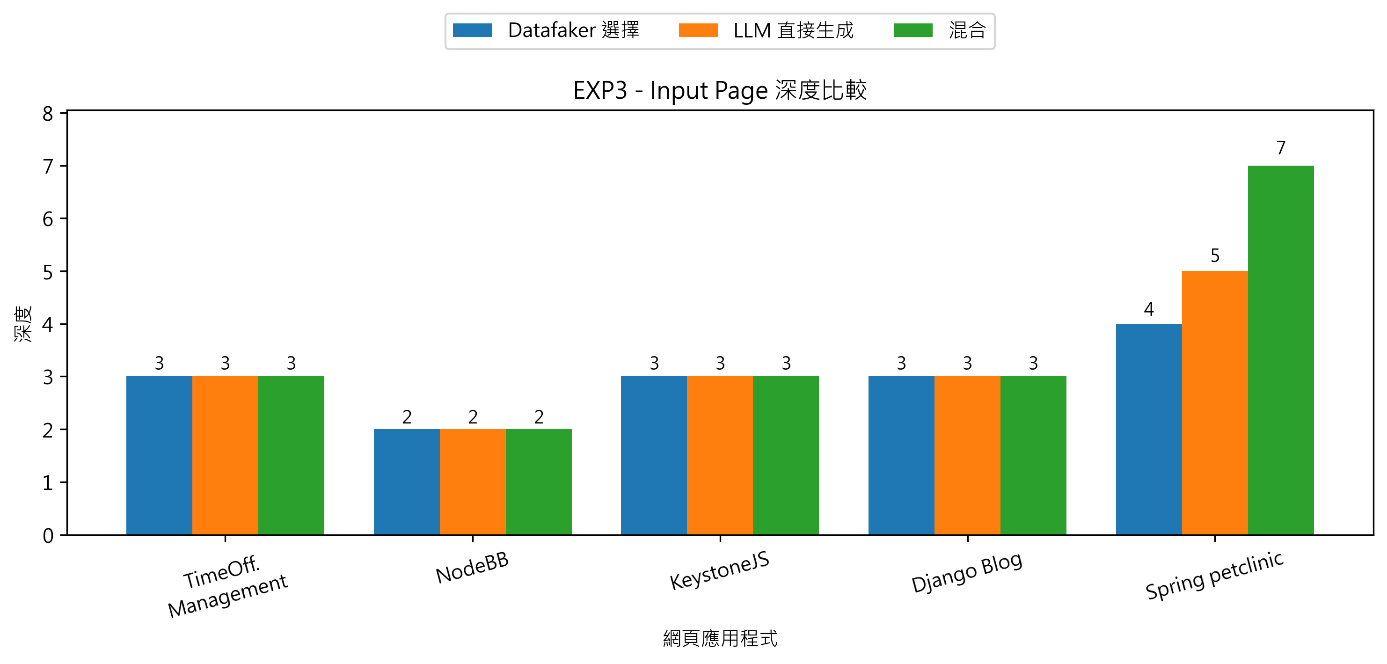 Datafaker 選擇 LLM 直接生成 混合
EXP3 - Input Page 深度比較
深度
8
7
6
5
4
3
2
1
0
3 3 3
2 2 2
3 3 3
3 3 3
4 5 7
TimeOff.
Management
NodeBB
KeystoneJS
Django Blog
Spring petclinic
網頁應用程式